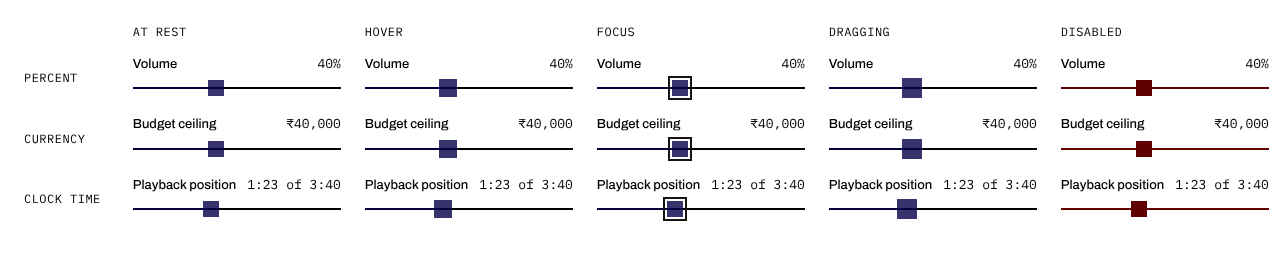 AT REST HOVER FOCUS DRAGGING DISABLED
Volume 40% Volume 40% Volume 40% Volume 40% Volume 40%
PERCENT
Budget ceiling ₹40,000 Budget ceiling ₹40,000 Budget ceiling ₹40,000 Budget ceiling ₹40,000 Budget ceiling ₹40,000
CURRENCY
Playback position 1:23 of 3:40 Playback position 1:23 of 3:40 Playback position 1:23 of 3:40 Playback position 1:23 of 3:40 Playback position 1:23 of 3:40
CLOCK TIME